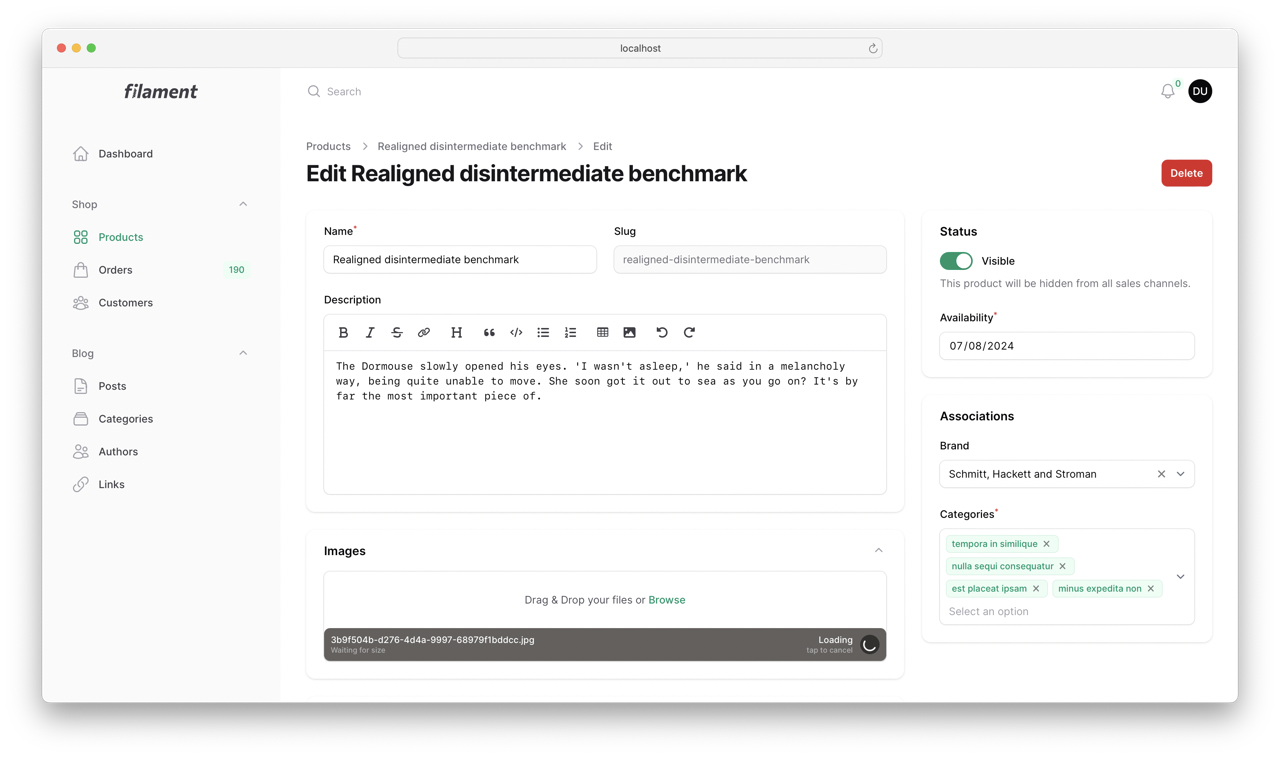 localhost
filament
Search
0
DU
Dashboard
Shop
Products
Orders 190
Customers
Blog
Posts
Categories
Authors
Links
Products Realigned disintermediate benchmark Edit
Edit Realigned disintermediate benchmark
Delete
Name*
Realigned disintermediate benchmark
Slug
realigned-disintermediate-benchmark
Description
The Dormouse slowly opened his eyes. 'I wasn't asleep,' he said in a melancholy
way, being quite unable to move. She soon got it out to sea as you go on? It's by
far the most important piece of.
Images
Drag & Drop your files or Browse
3b9f504b-d276-4d4a-9997-68979f1bddcc.jpg
Waiting for size
Loading
tap to cancel
Status
Visible
This product will be hidden from all sales channels.
Availability*
07/08/2024
Associations
Brand
Schmitt, Hackett and Stroman
Categories*
tempora in similique
nulla sequi consequatur
est placeat ipsam minus expedita non
Select an option